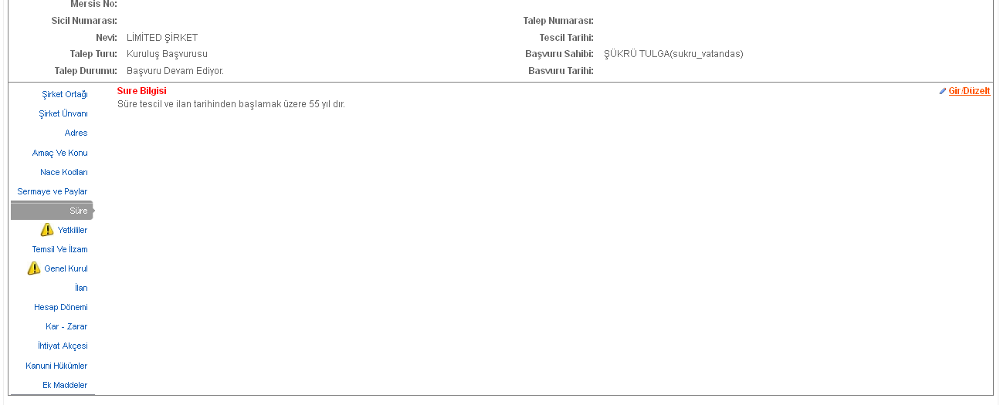 Mersis No:
Sicil Numarası: Talep Numarası:
Nevi: LİMİTED ŞİRKET Tescil Tarihi:
Talep Turu: Kuruluş Başvurusu Başvuru Sahibi: ŞÜKRÜ TULGA(sukru_vatandas)
Talep Durumu: Başvuru Devam Ediyor. Basvuru Tarihi:
Şirket Ortağı
Şirket Ünvanı
Adres
Amaç Ve Konu
Nace Kodları
Sermaye ve Paylar
Süre
Yetkililer
Temsil Ve İlzam
Genel Kurul
İlan
Hesap Dönemi
Kar - Zarar
İhtiyat Akçesi
Kanuni Hükümler
Ek Maddeler
Sure Bilgisi
Gir/Düzelt
Süre tescil ve ilan tarihinden başlamak üzere 55 yıl dır.